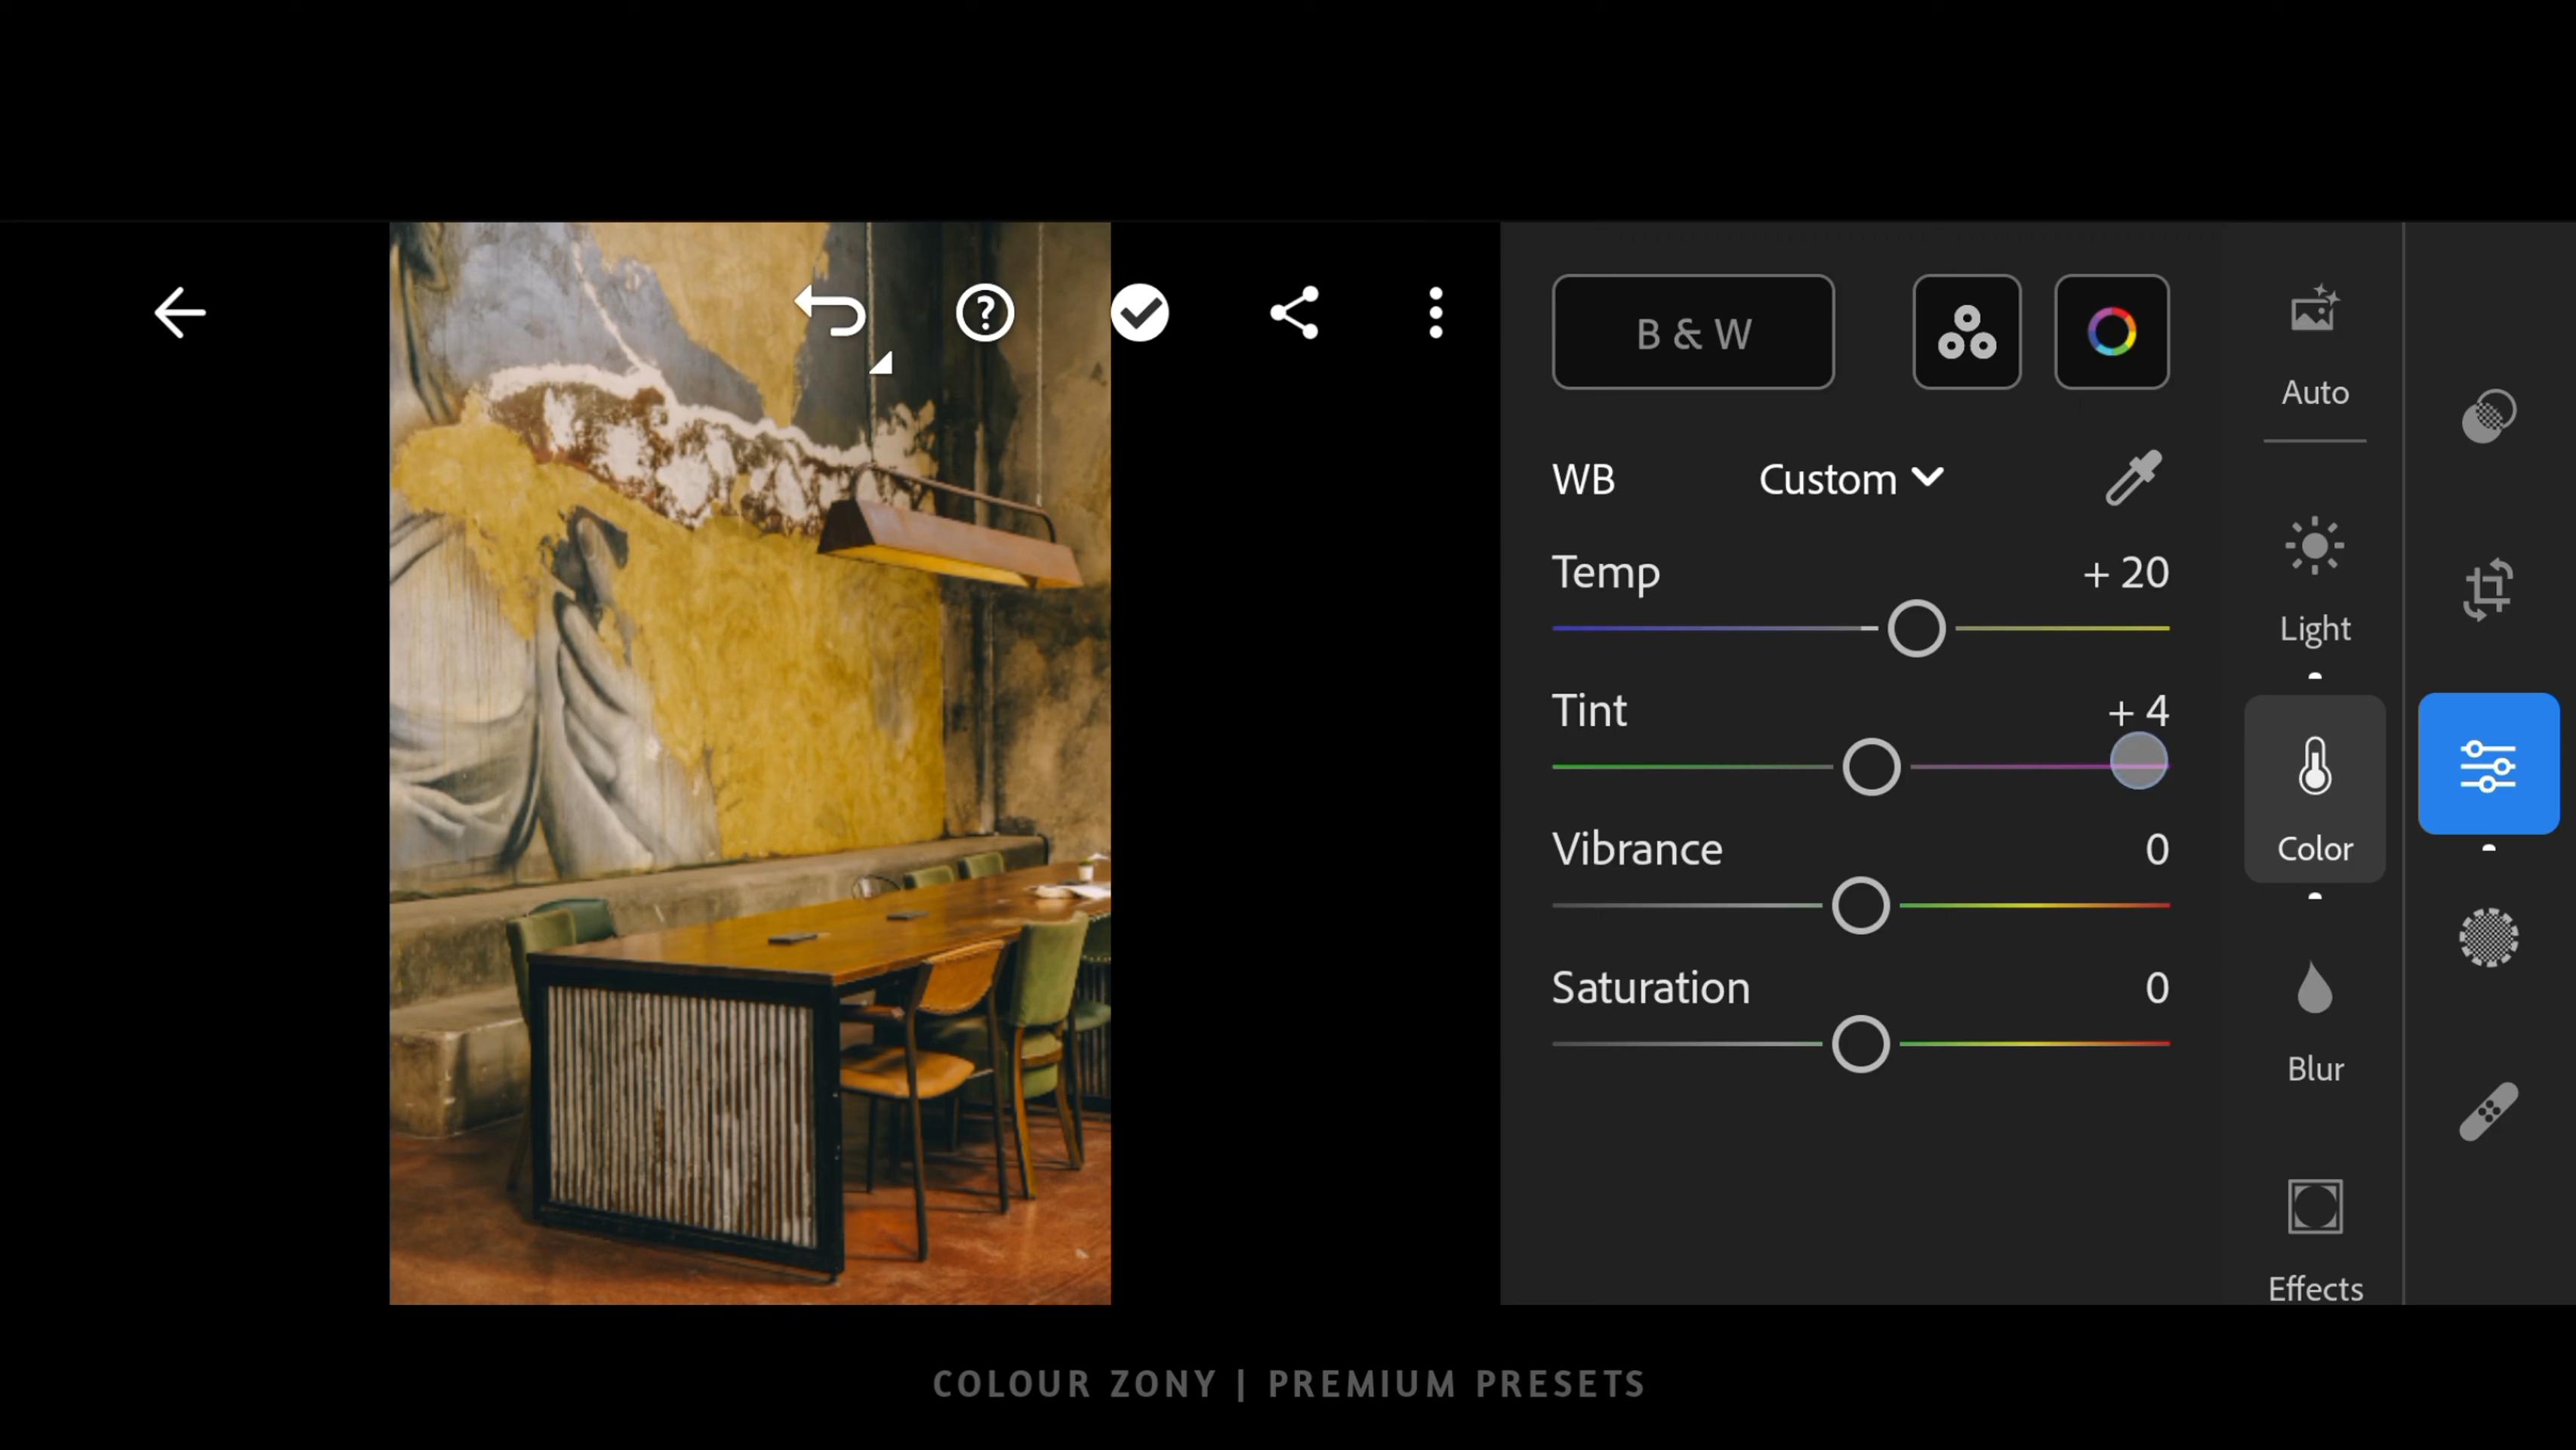 B & W
WB Custom
Temp + 20
Tint + 4
Vibrance 0
Saturation 0
Auto
Light
Color
Blur
Effects
COLOUR ZONY | PREMIUM PRESETS